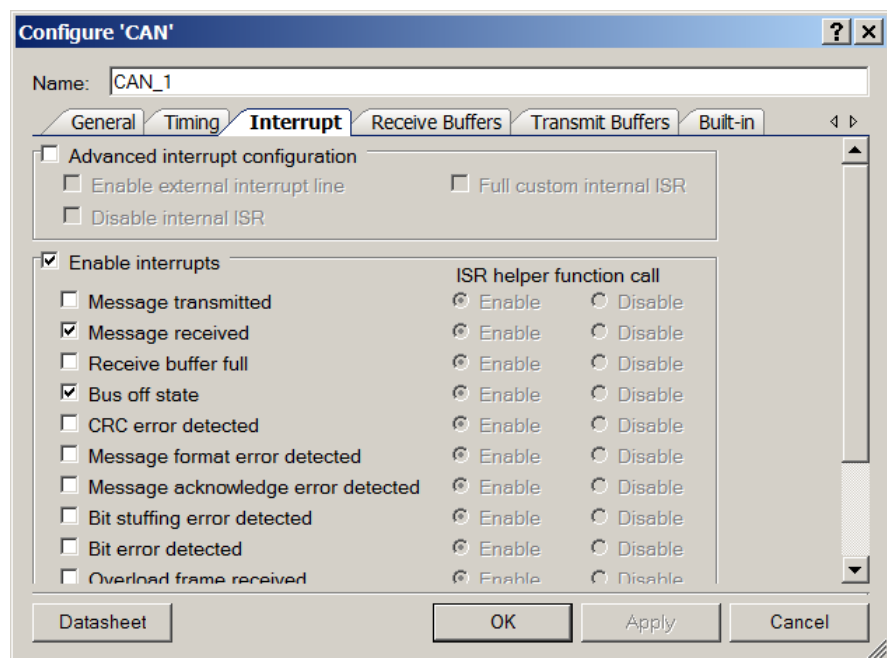 Configure 'CAN'
Name: CAN_1
General Timing Interrupt Receive Buffers Transmit Buffers Built-in
Advanced interrupt configuration
Enable external interrupt line Full custom internal ISR
Disable internal ISR
Enable interrupts
ISR helper function call
Message transmitted Enable Disable
Message received Enable Disable
Receive buffer full Enable Disable
Bus off state Enable Disable
CRC error detected Enable Disable
Message format error detected Enable Disable
Message acknowledge error detected Enable Disable
Bit stuffing error detected Enable Disable
Bit error detected Enable Disable
Overload frame received Enable Disable
Datasheet OK Apply Cancel